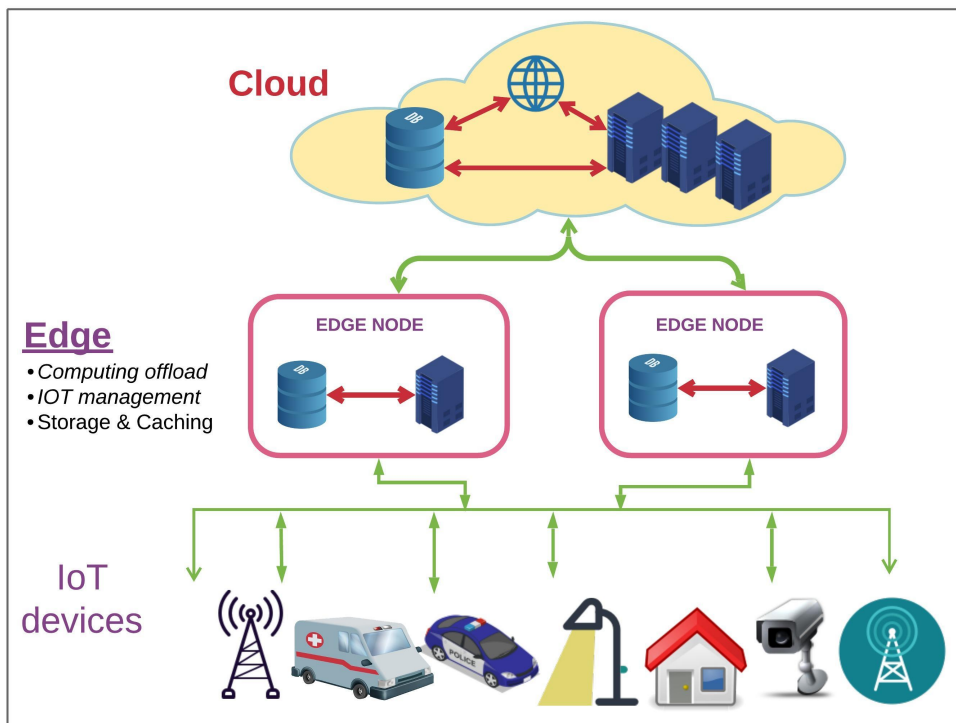 Cloud
DB
EDGE NODE
EDGE NODE
Edge
• Computing offload
• IOT management
• Storage & Caching
DB
DB
IoT
devices
POLICE